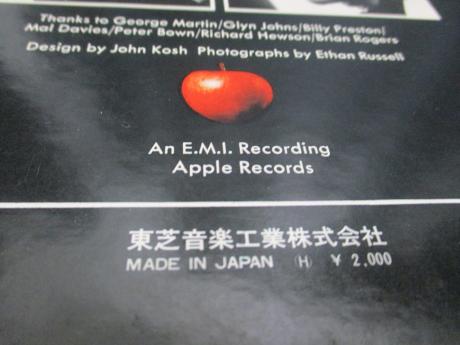 Thanks to George Martin/Glyn Johns/Billy Preston/
Mal Davies/Peter Bown/Richard Hewson/Brian Rogers
Design by John Kosh Photographs by Ethan Russell
An E.M.I. Recording
Apple Records
東芝音楽工業株式会社
MADE IN JAPAN (H) ¥ 2,000